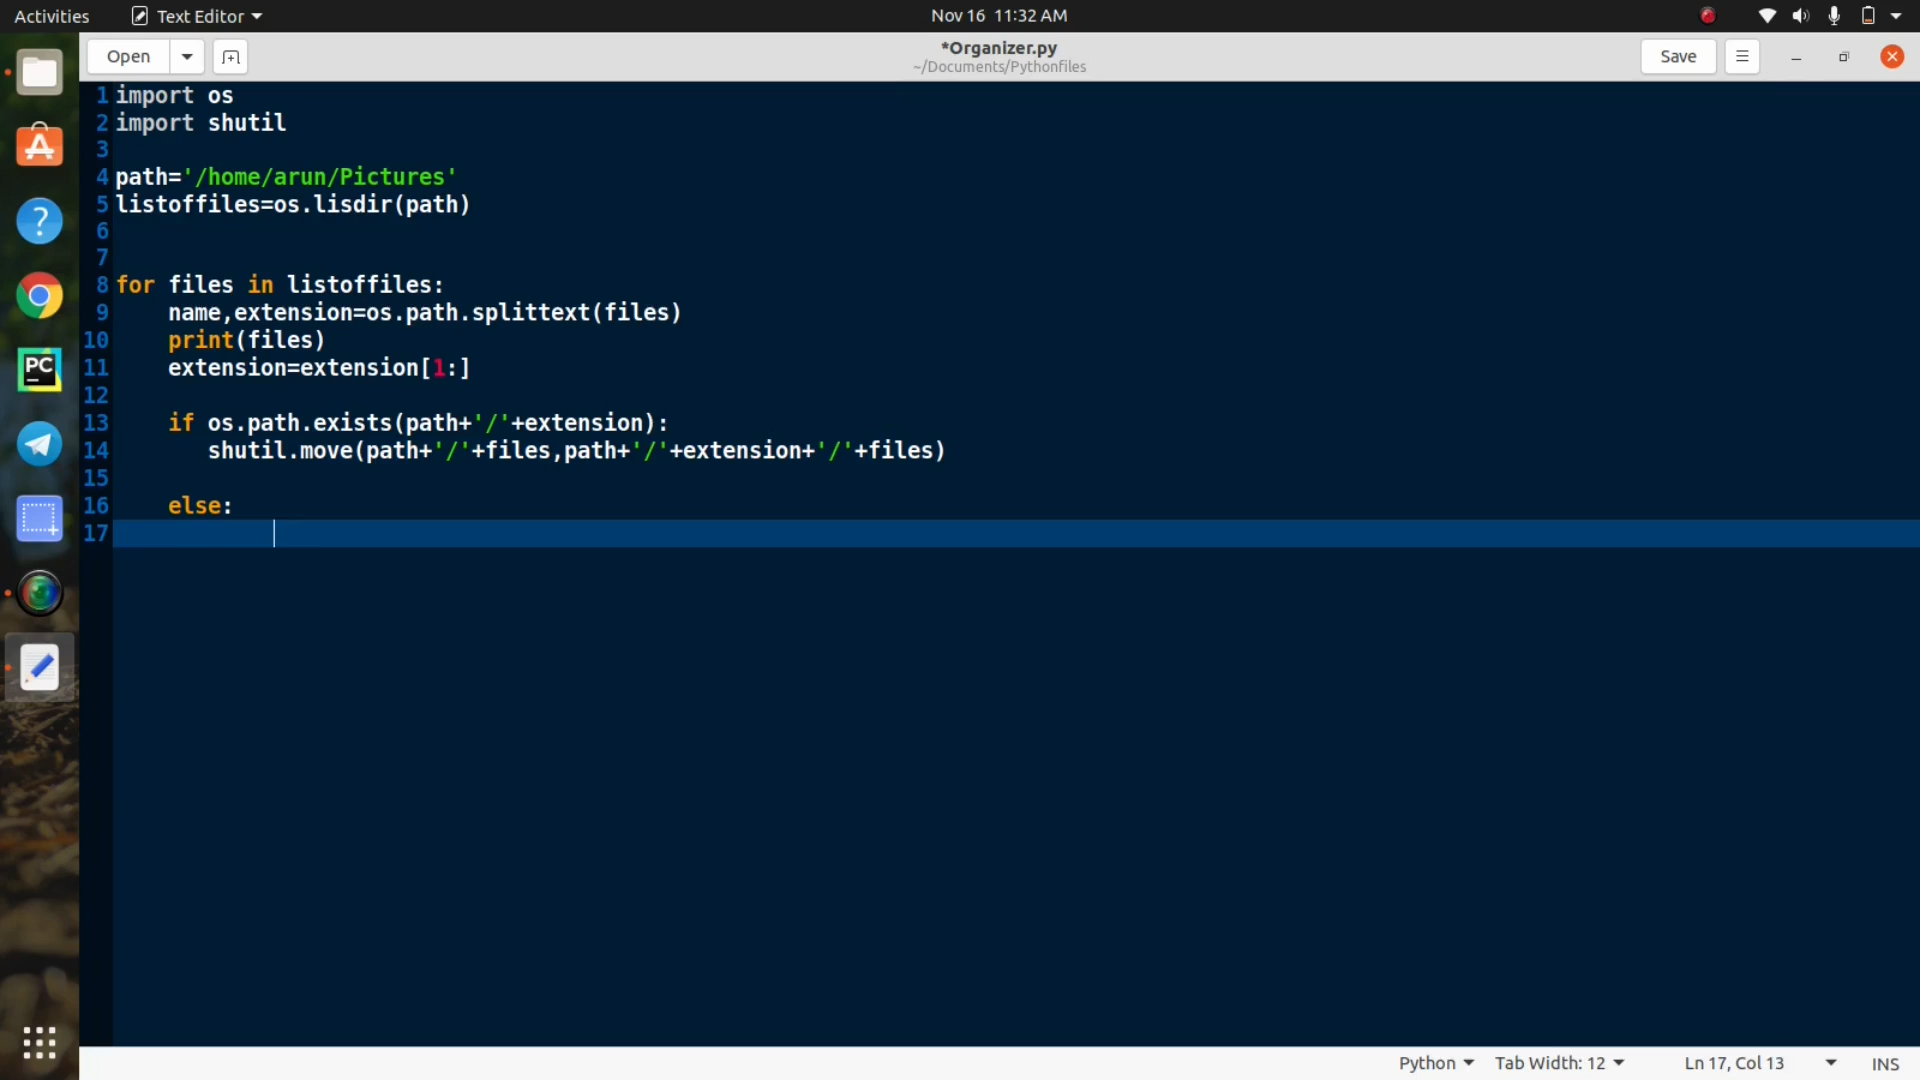 Activities
Text Editor
Nov 16 11:32 AM
Open
*Organizer.py
~/Documents/Pythonfiles
Save
1 import os
2 import shutil
3
4 path='/home/arun/Pictures'
5 listoffiles=os.lisdir(path)
6
7
8 for files in listoffiles:
9     name,extension=os.path.splittext(files)
10     print(files)
11     extension=extension[1:]
12
13     if os.path.exists(path+'/'+extension):
14        shutil.move(path+'/'+files,path+'/'+extension+'/'+files)
15
16     else:
17
PC
Python
Tab Width: 12
Ln 17, Col 13
INS